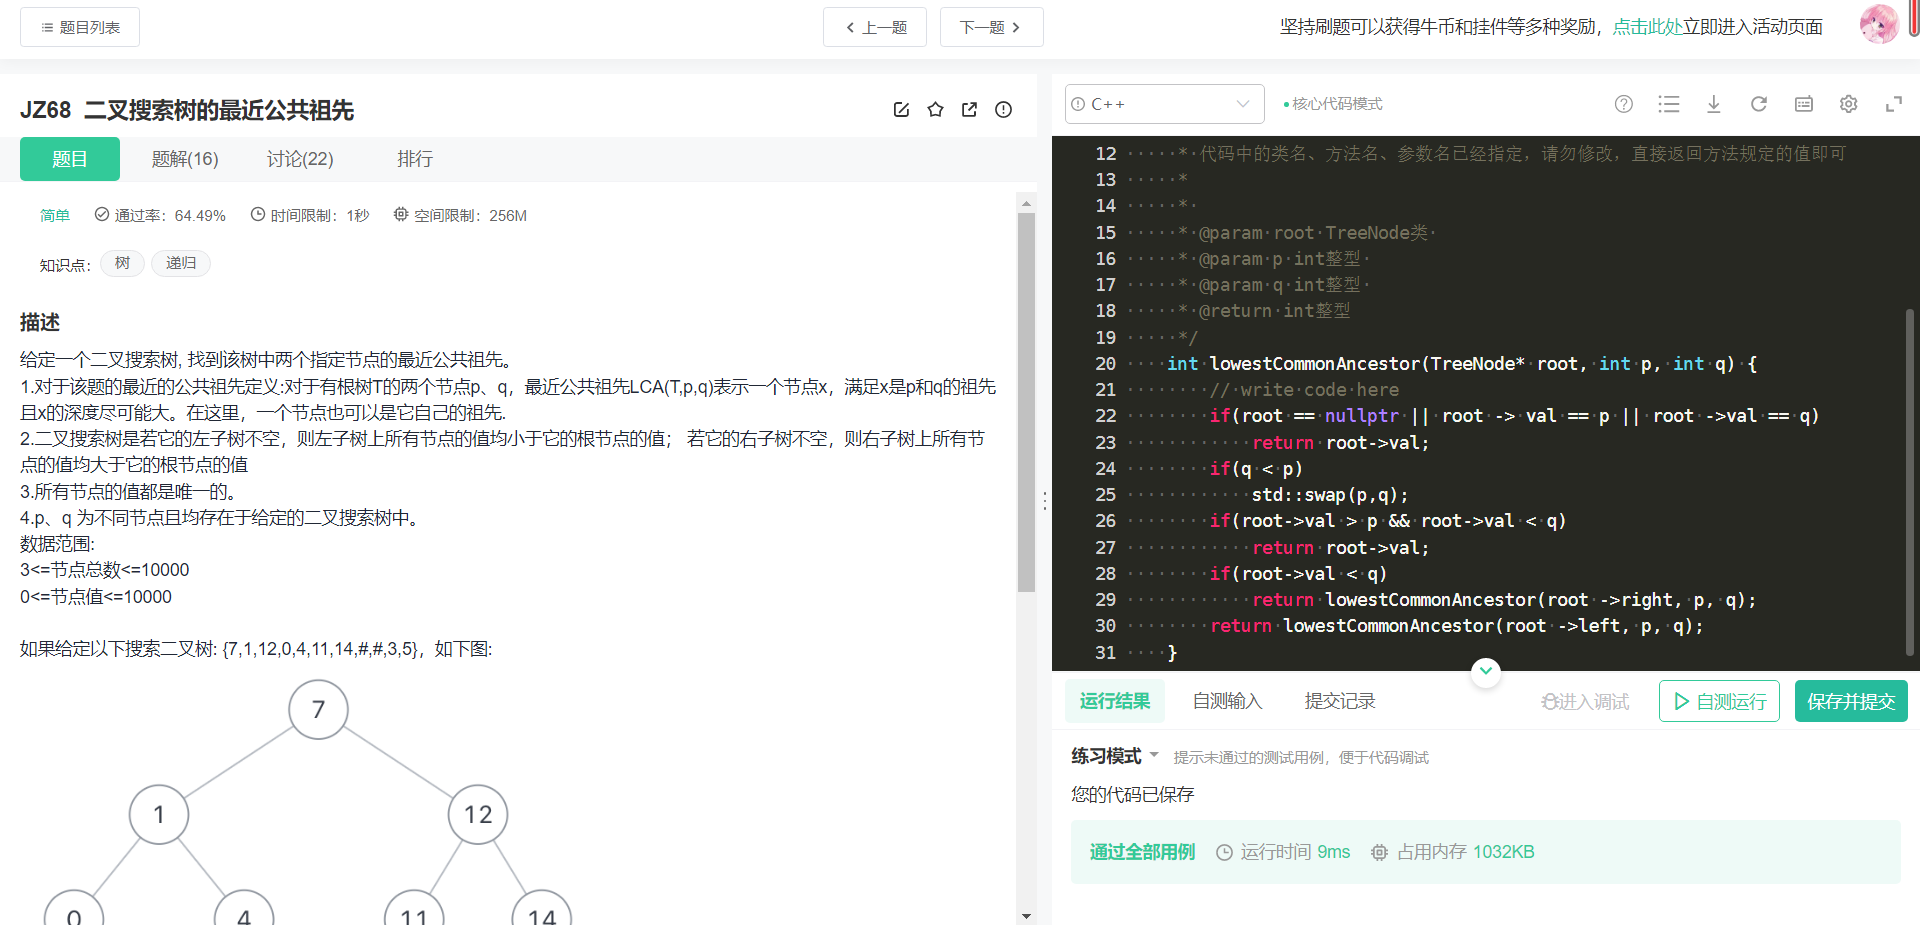 题目列表
上一题
下一题
坚持刷题可以获得牛币和挂件等多种奖励，点击此处立即进入活动页面
JZ68 二叉搜索树的最近公共祖先
题目
题解(16)
讨论(22)
排行
简单
通过率：64.49%
时间限制：1秒
空间限制：256M
知识点：
树
递归
描述
给定一个二叉搜索树, 找到该树中两个指定节点的最近公共祖先。
1.对于该题的最近的公共祖先定义:对于有根树T的两个节点p、q，最近公共祖先LCA(T,p,q)表示一个节点x，满足x是p和q的祖先
且x的深度尽可能大。在这里，一个节点也可以是它自己的祖先.
2.二叉搜索树是若它的左子树不空，则左子树上所有节点的值均小于它的根节点的值； 若它的右子树不空，则右子树上所有节
点的值均大于它的根节点的值
3.所有节点的值都是唯一的。
4.p、q 为不同节点且均存在于给定的二叉搜索树中。
数据范围:
3<=节点总数<=10000
0<=节点值<=10000
如果给定以下搜索二叉树: {7,1,12,0,4,11,14,#,#,3,5}，如下图:
7
1
12
0
4
11
14
C++
核心代码模式
12 * 代码中的类名、方法名、参数名已经指定，请勿修改，直接返回方法规定的值即可
13 *
14 *
15 * @param root TreeNode类
16 * @param p int整型
17 * @param q int整型
18 * @return int整型
19 */
20 int lowestCommonAncestor(TreeNode* root, int p, int q) {
21 // write code here
22 if(root == nullptr || root -> val == p || root ->val == q)
23 return root->val;
24 if(q < p)
25 std::swap(p,q);
26 if(root->val > p && root->val < q)
27 return root->val;
28 if(root->val < q)
29 return lowestCommonAncestor(root ->right, p, q);
30 return lowestCommonAncestor(root ->left, p, q);
31 }
运行结果
自测输入
提交记录
进入调试
自测运行
保存并提交
练习模式
提示未通过的测试用例，便于代码调试
您的代码已保存
通过全部用例
运行时间 9ms
占用内存 1032KB